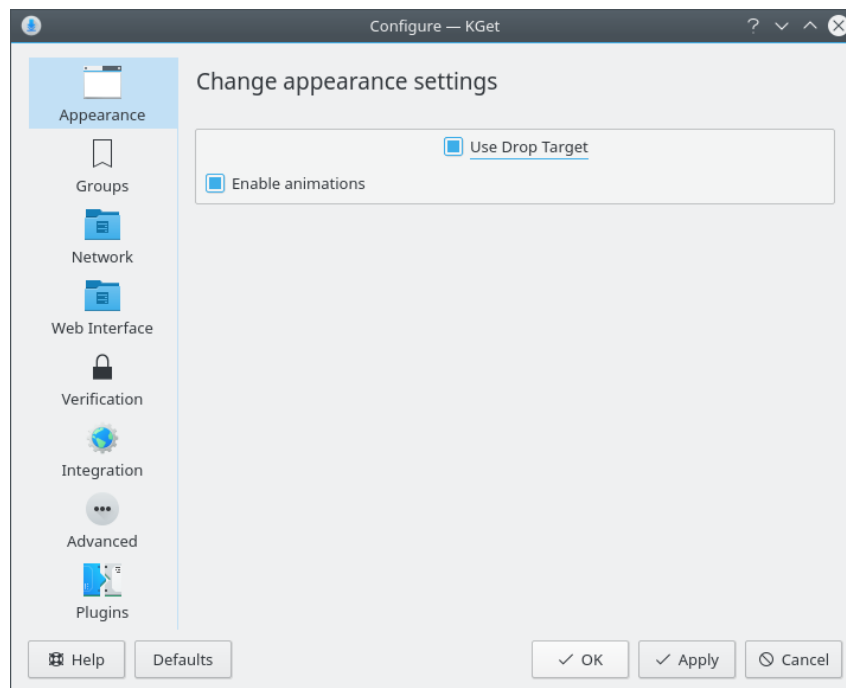 Configure — KGet
Appearance
Groups
Network
Web Interface
Verification
Integration
Advanced
Plugins
Change appearance settings
Use Drop Target
Enable animations
Help
Defaults
OK
Apply
Cancel